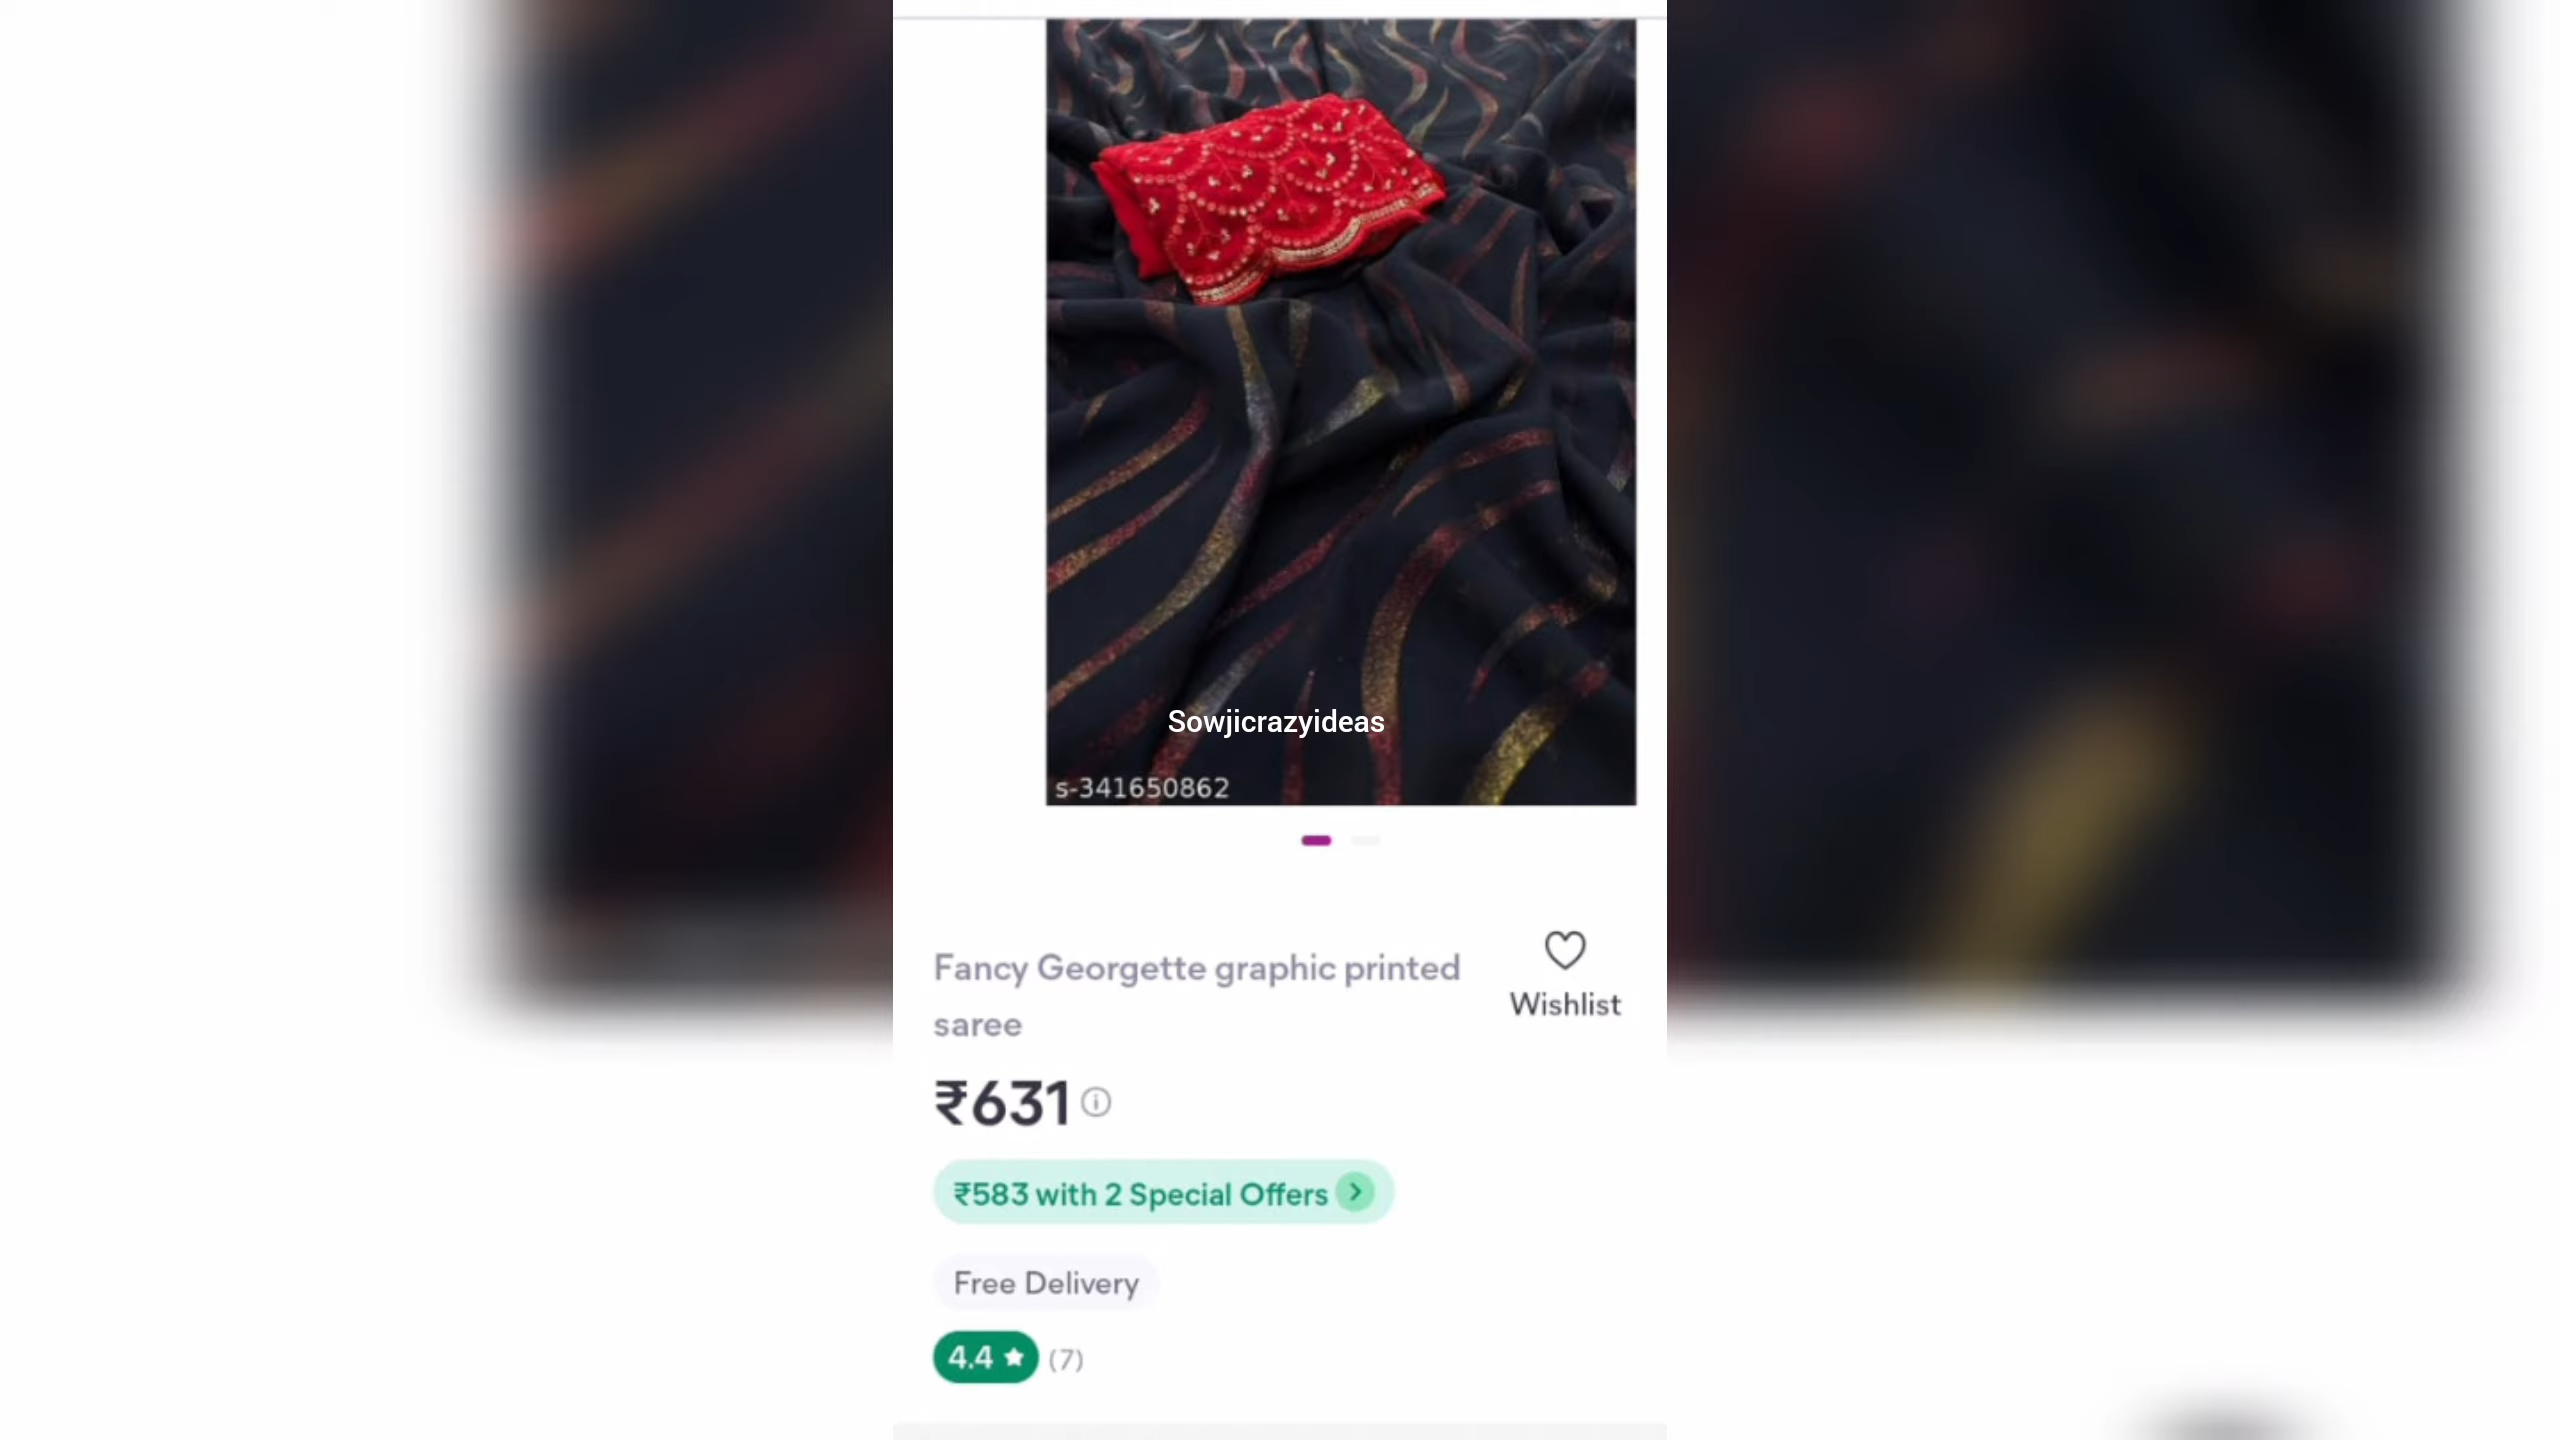 Sowjicrazyideas
s-341650862
Fancy Georgette graphic printed
saree
Wishlist
₹631
₹583 with 2 Special Offers
Free Delivery
4.4 ★ (7)